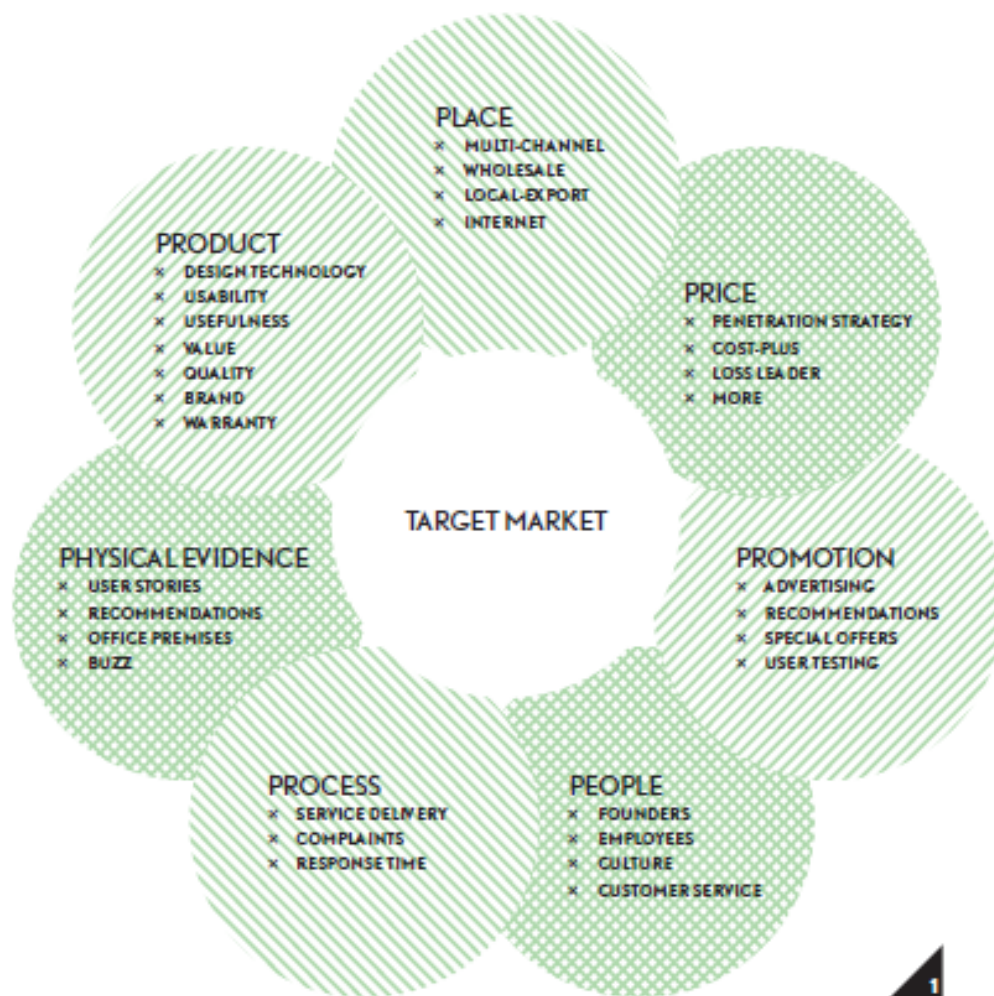 PLACE
× MULTI-CHANNEL
× WHOLESALE
× LOCAL-EXPORT
× INTERNET
PRODUCT
× DESIGN TECHNOLOGY
× USABILITY
× USEFULNESS
× VALUE
× QUALITY
× BRAND
× WARRANTY
PRICE
× PENETRATION STRATEGY
× COST-PLUS
× LOSS LEADER
× MORE
TARGET MARKET
PHYSICAL EVIDENCE
× USER STORIES
× RECOMMENDATIONS
× OFFICE PREMISES
× BUZZ
PROMOTION
× ADVERTISING
× RECOMMENDATIONS
× SPECIAL OFFERS
× USER TESTING
PROCESS
× SERVICE DELIVERY
× COMPLAINTS
× RESPONSE TIME
PEOPLE
× FOUNDERS
× EMPLOYEES
× CULTURE
× CUSTOMER SERVICE
1